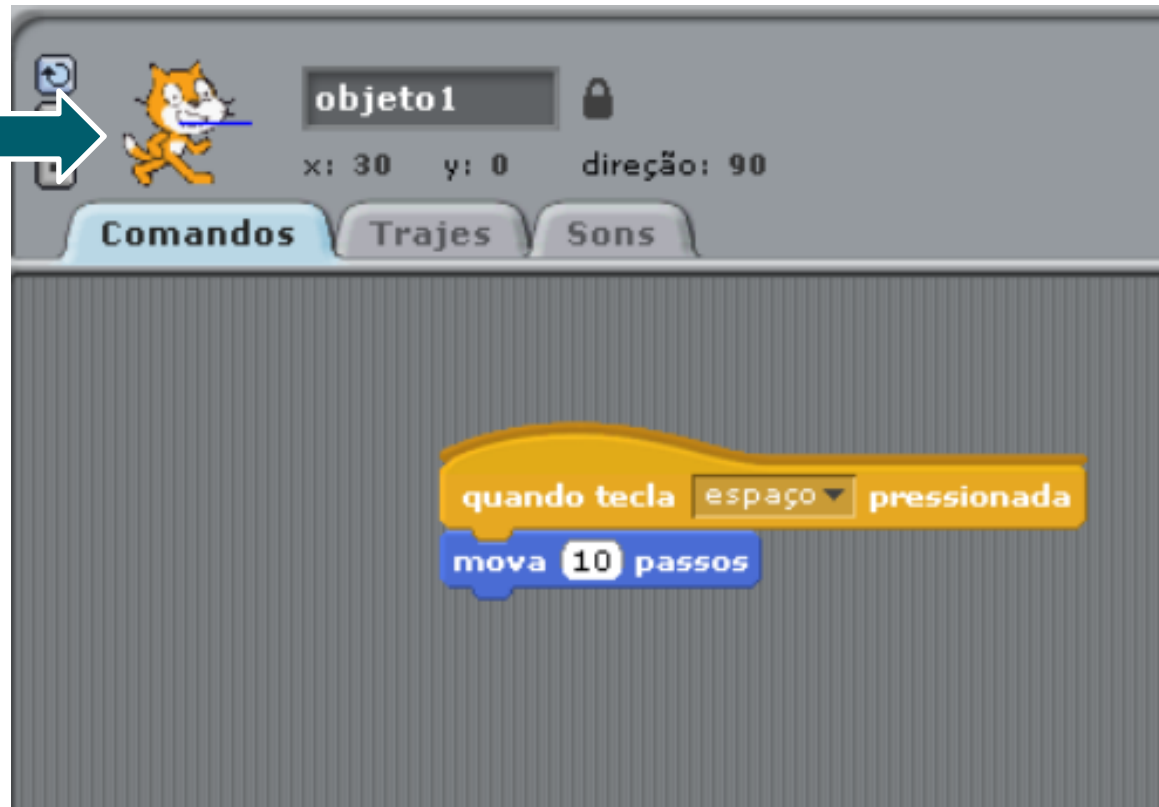 objeto1
x: 30 y: 0 direção: 90
Comandos Trajes Sons
quando tecla espaço pressionada
mova 10 passos